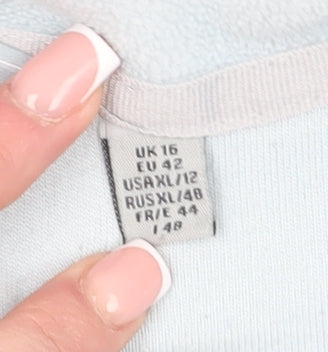 UK 16
EU 42
USA XL/12
RUS XL/48
FR/E 44
I 48